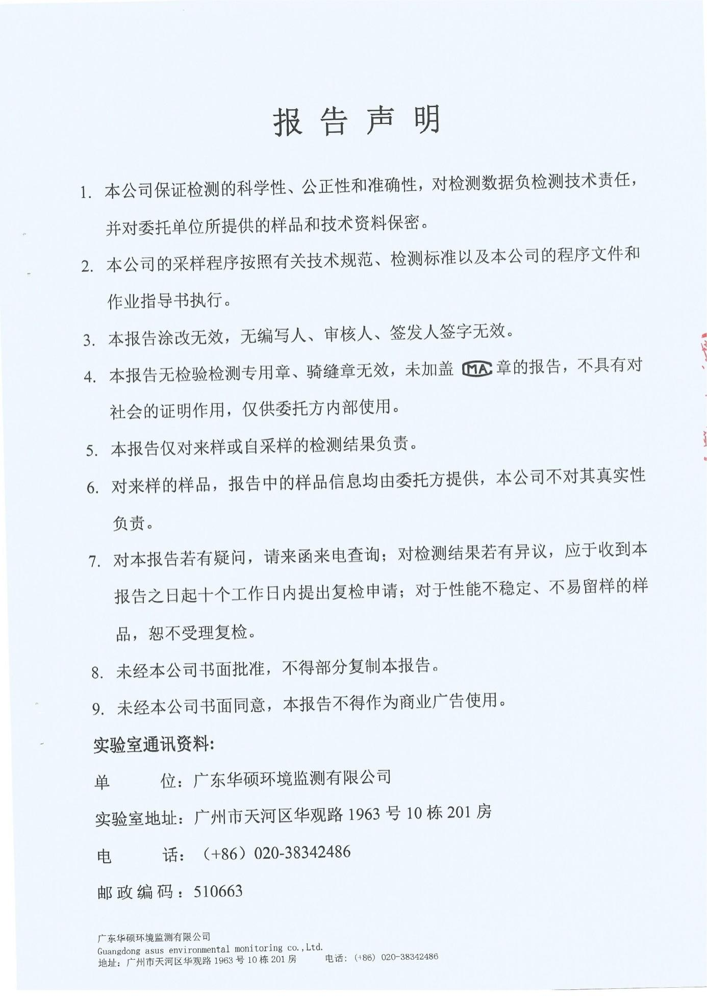 报告声明
1. 本公司保证检测的科学性、公正性和准确性，对检测数据负检测技术责任，
并对委托单位所提供的样品和技术资料保密。
2. 本公司的采样程序按照有关技术规范、检测标准以及本公司的程序文件和
作业指导书执行。
3. 本报告涂改无效，无编写人、审核人、签发人签字无效。
4. 本报告无检验检测专用章、骑缝章无效，未加盖 MA 章的报告，不具有对
社会的证明作用，仅供委托方内部使用。
5. 本报告仅对来样或自采样的检测结果负责。
6. 对来样的样品，报告中的样品信息均由委托方提供，本公司不对其真实性
负责。
7. 对本报告若有疑问，请来函来电查询；对检测结果若有异议，应于收到本
报告之日起十个工作日内提出复检申请；对于性能不稳定、不易留样的样
品，恕不受理复检。
8. 未经本公司书面批准，不得部分复制本报告。
9. 未经本公司书面同意，本报告不得作为商业广告使用。
实验室通讯资料:
单 位：广东华硕环境监测有限公司
实验室地址：广州市天河区华观路 1963 号 10 栋 201 房
电 话：（+86）020-38342486
邮政编码：510663
广东华硕环境监测有限公司
Guangdong asus environmental monitoring co.,Ltd.
地址：广州市天河区华观路 1963 号 10 栋 201 房 电话：(+86) 020-38342486